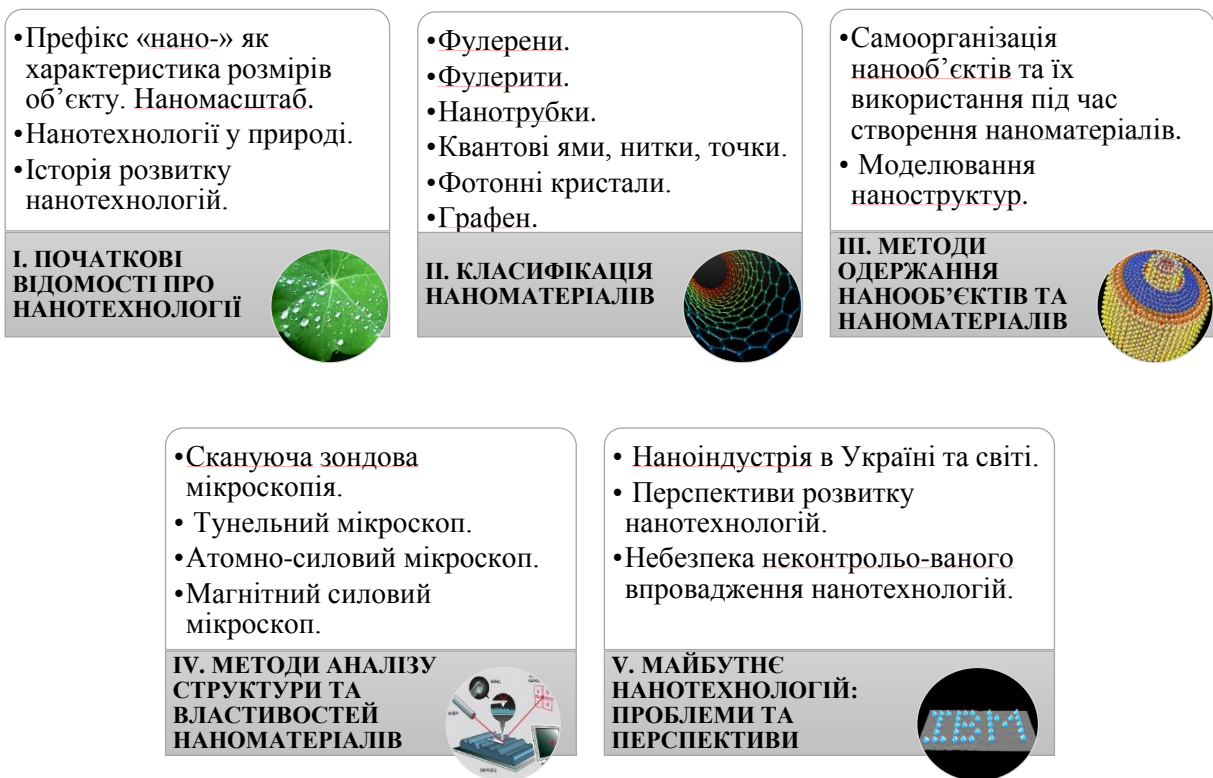 •Префікс «нано-» як
характеристика розмірів
об’єкту. Наномасштаб.
•Нанотехнології у природі.
•Історія розвитку
нанотехнологій.
І. ПОЧАТКОВІ
ВІДОМОСТІ ПРО
НАНОТЕХНОЛОГІЇ
•Фулерени.
•Фулерити.
•Нанотрубки.
•Квантові ями, нитки, точки.
•Фотонні кристали.
•Графен.
ІІ. КЛАСИФІКАЦІЯ
НАНОМАТЕРІАЛІВ
•Самоорганізація
нанооб’єктів та їх
використання під час
створення наноматеріалів.
• Моделювання
наноструктур.
ІІІ. МЕТОДИ
ОДЕРЖАННЯ
НАНООБ’ЄКТІВ ТА
НАНОМАТЕРІАЛІВ
•Скануюча зондова
мікроскопія.
• Тунельний мікроскоп.
•Атомно-силовий мікроскоп.
•Магнітний силовий
мікроскоп.
IV. МЕТОДИ АНАЛІЗУ
СТРУКТУРИ ТА
ВЛАСТИВОСТЕЙ
НАНОМАТЕРІАЛІВ
• Наноіндустрія в Україні та світі.
• Перспективи розвитку
нанотехнологій.
•Небезпека неконтрольо-ваного
впровадження нанотехнологій.
V. МАЙБУТНЄ
НАНОТЕХНОЛОГІЙ:
ПРОБЛЕМИ ТА
ПЕРСПЕКТИВИ
IBM